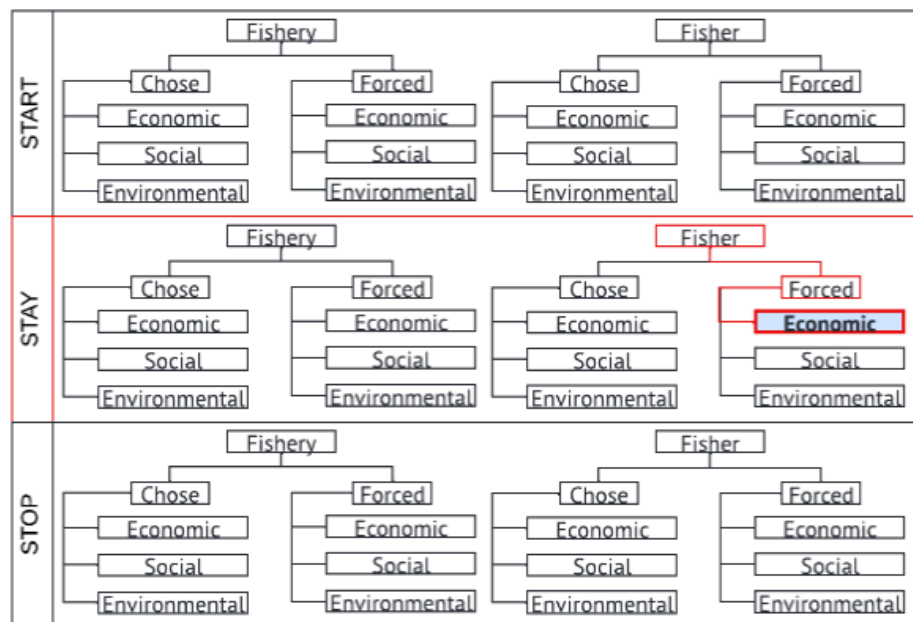 START
Fishery Fisher
Chose Forced Chose Forced
Economic Economic Economic Economic
Social Social Social Social
Environmental Environmental Environmental Environmental
STAY
Fishery Fisher
Chose Forced Chose Forced
Economic Economic Economic Economic
Social Social Social Social
Environmental Environmental Environmental Environmental
STOP
Fishery Fisher
Chose Forced Chose Forced
Economic Economic Economic Economic
Social Social Social Social
Environmental Environmental Environmental Environmental